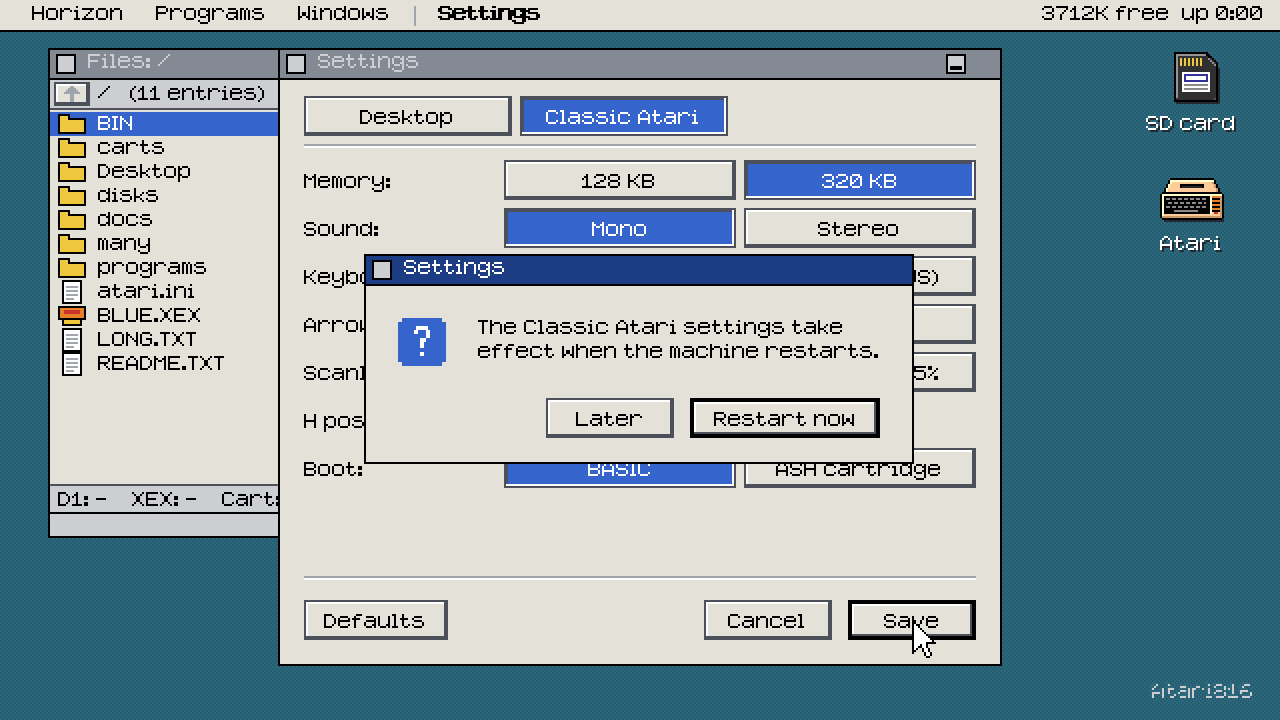 Horizon Programs Windows Settings 3712K free up 0:00
Files: /
Settings
/ (11 entries)
BIN
carts
Desktop
disks
docs
many
programs
atari.ini
BLUE.XEX
LONG.TXT
README.TXT
D1: - XEX: - Cart:
Desktop Classic Atari
Memory: 128 KB 320 KB
Sound: Mono Stereo
Settings
The Classic Atari settings take
effect when the machine restarts.
Later Restart now
H pos
Boot: BASIC ASH cartridge
Defaults Cancel Save
SD card
Atari
Atari816